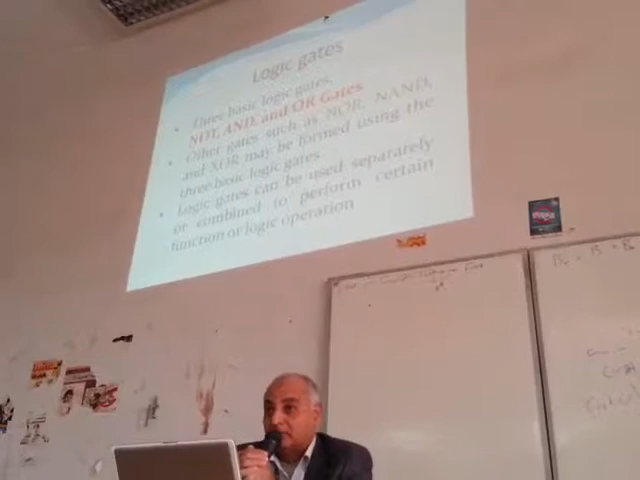 Logic gates
• Three basic logic gates,
NOT, AND, and OR Gates
• Other gates such as NOR, NAND,
and XOR may be formed using the
three basic logic gates
• Logic gates can be used separately
or combined to perform certain
function or logic operation